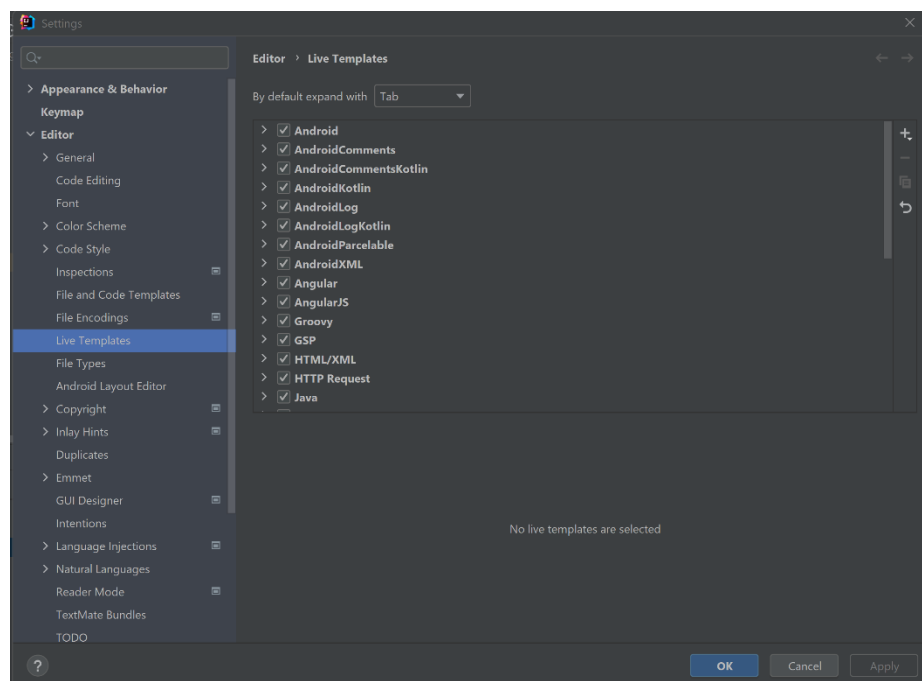 Settings
Appearance & Behavior
Keymap
Editor
General
Code Editing
Font
Color Scheme
Code Style
Inspections
File and Code Templates
File Encodings
Live Templates
File Types
Android Layout Editor
Copyright
Inlay Hints
Duplicates
Emmet
GUI Designer
Intentions
Language Injections
Natural Languages
Reader Mode
TextMate Bundles
TODO
Editor › Live Templates
By default expand with Tab
Android
AndroidComments
AndroidCommentsKotlin
AndroidKotlin
AndroidLog
AndroidLogKotlin
AndroidParcelable
AndroidXML
Angular
AngularJS
Groovy
GSP
HTML/XML
HTTP Request
Java
No live templates are selected
?
OK Cancel Apply